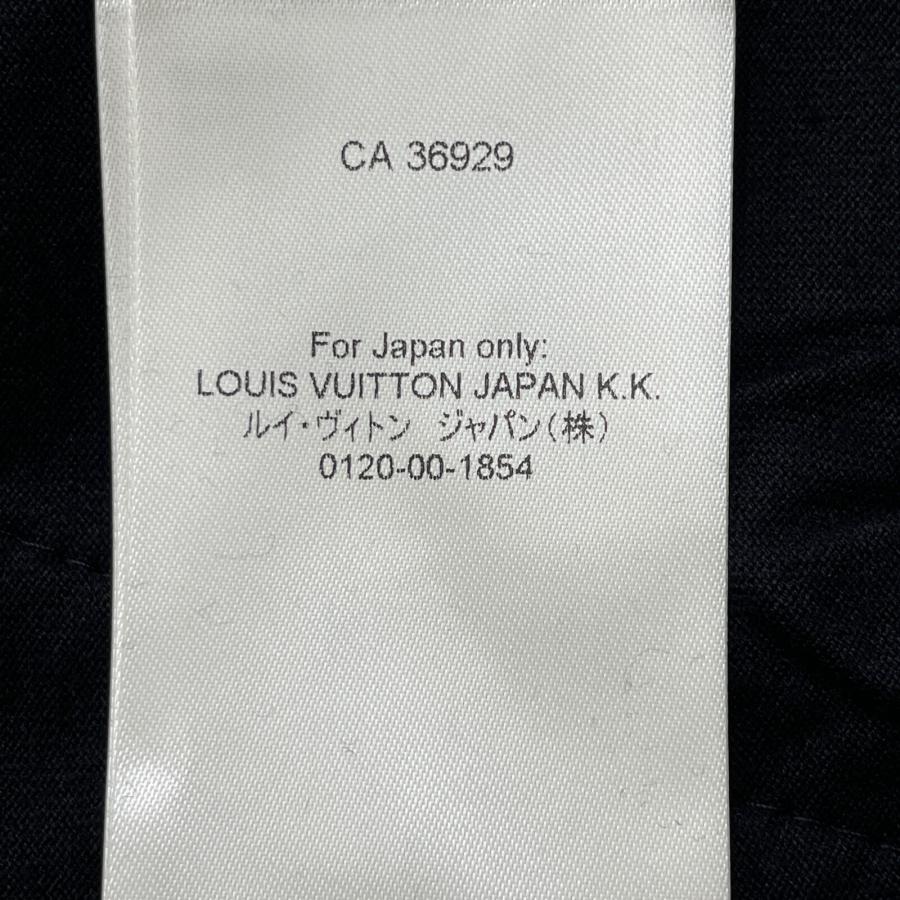 CA 36929
For Japan only:
LOUIS VUITTON JAPAN K.K.
ルイ・ヴィトン　ジャパン(株)
0120-00-1854